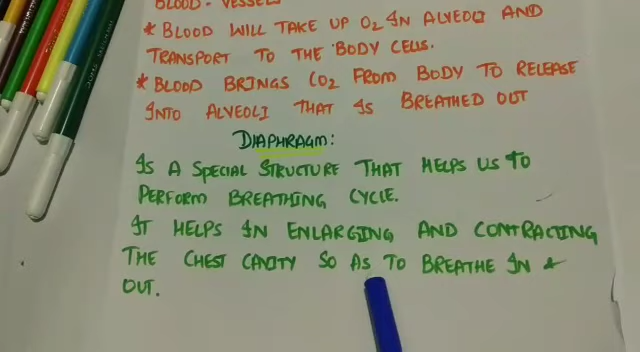 BLOOD - VESSELS
* BLOOD WILL TAKE UP O2 IN ALVEOLI AND
TRANSPORT TO THE BODY CELLS.
* BLOOD BRINGS CO2 FROM BODY TO RELEASE
INTO ALVEOLI THAT IS BREATHED OUT
DIAPHRAGM:
IS A SPECIAL STRUCTURE THAT HELPS US TO
PERFORM BREATHING CYCLE.
IT HELPS IN ENLARGING AND CONTRACTING
THE CHEST CAVITY SO AS TO BREATHE IN &
OUT.